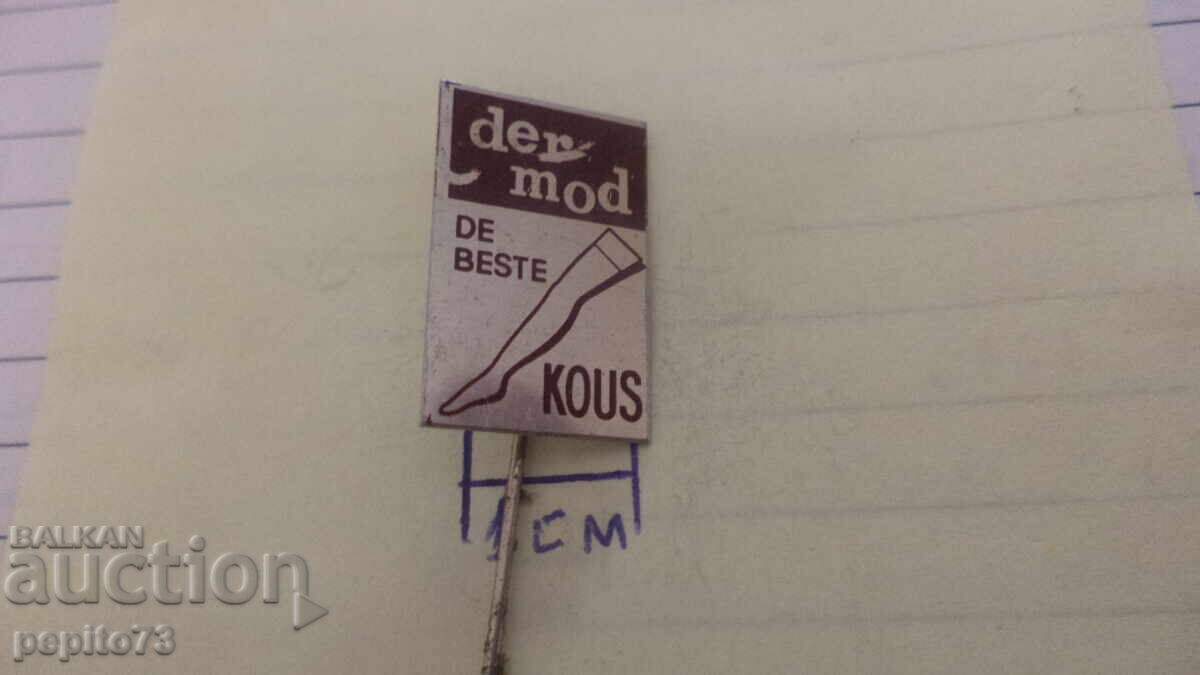 der
mod
DE
BESTE
KOUS
1 CM
BALKAN
auction
pepito73